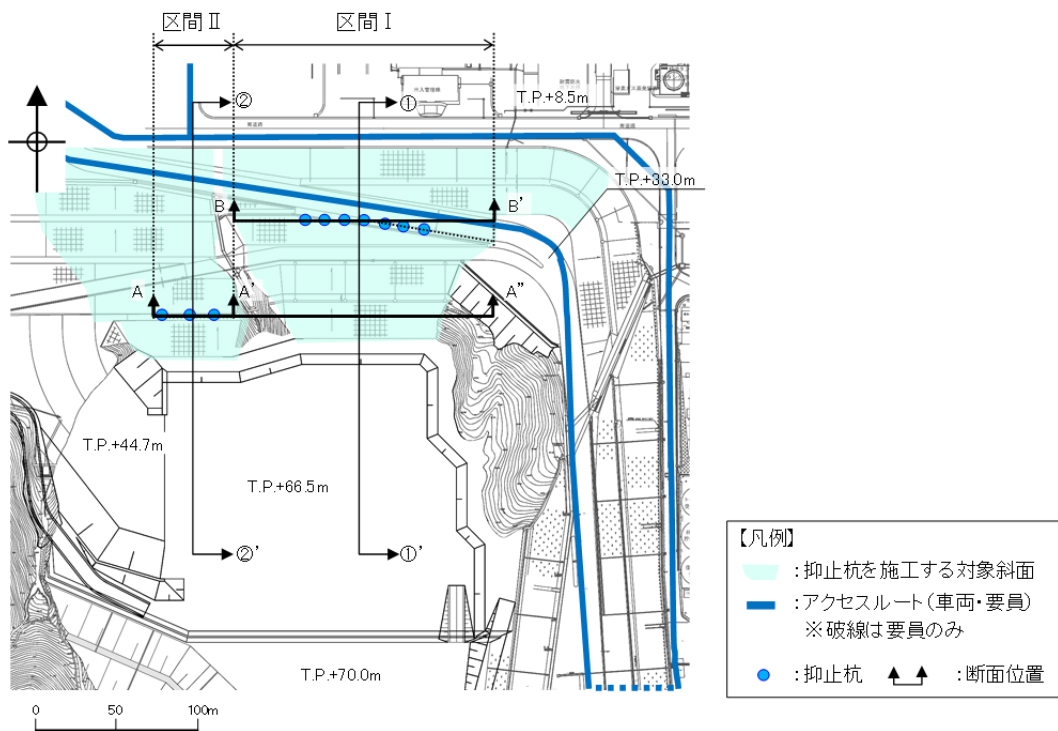 区間Ⅱ 区間Ⅰ
② ①
T.P.+8.5m
T.P.+33.0m
B B'
A A' A"
T.P.+44.7m
T.P.+66.5m
②' ①'
T.P.+70.0m
0 50 100m
【凡例】
:抑止杭を施工する対象斜面
:アクセスルート(車両・要員)
※破線は要員のみ
:抑止杭 :断面位置